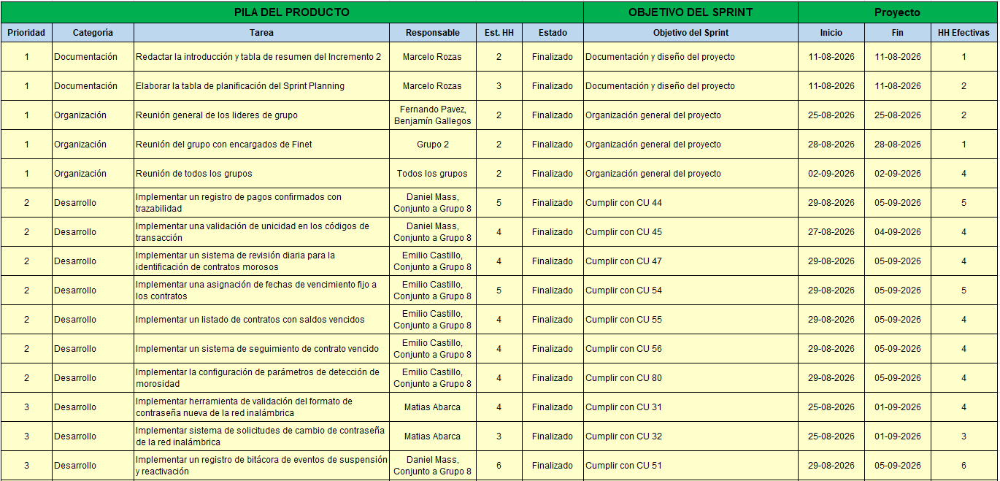 PILA DEL PRODUCTO OBJETIVO DEL SPRINT Proyecto
Prioridad Categoría Tarea Responsable Est. HH Estado Objetivo del Sprint Inicio Fin HH Efectivas
1 Documentación Redactar la introducción y tabla de resumen del Incremento 2 Marcelo Rozas 2 Finalizado Documentación y diseño del proyecto 11-08-2026 11-08-2026 1
1 Documentación Elaborar la tabla de planificación del Sprint Planning Marcelo Rozas 3 Finalizado Documentación y diseño del proyecto 11-08-2026 11-08-2026 2
Fernando Pavez,
1 Organización Reunión general de los lideres de grupo Benjamín Gallegos 2 Finalizado Organización general del proyecto 25-08-2026 25-08-2026 2
1 Organización Reunión del grupo con encargados de Finet Grupo 2 2 Finalizado Organización general del proyecto 28-08-2026 28-08-2026 1
1 Organización Reunión de todos los grupos Todos los grupos 2 Finalizado Organización general del proyecto 02-09-2026 02-09-2026 4
Implementar un registro de pagos confirmados con Daniel Mass,
2 Desarrollo trazabilidad Conjunto a Grupo 8 5 Finalizado Cumplir con CU 44 29-08-2026 05-09-2026 5
Implementar una validación de unicidad en los códigos de Daniel Mass,
2 Desarrollo transacción Conjunto a Grupo 8 4 Finalizado Cumplir con CU 45 27-08-2026 04-09-2026 4
Implementar un sistema de revisión diaria para la Emilio Castillo,
2 Desarrollo identificación de contratos morosos Conjunto a Grupo 8 4 Finalizado Cumplir con CU 47 29-08-2026 05-09-2026 4
Implementar una asignación de fechas de vencimiento fijo a Emilio Castillo,
2 Desarrollo los contratos Conjunto a Grupo 8 5 Finalizado Cumplir con CU 54 29-08-2026 05-09-2026 5
Emilio Castillo,
2 Desarrollo Implementar un listado de contratos con saldos vencidos Conjunto a Grupo 8 4 Finalizado Cumplir con CU 55 29-08-2026 05-09-2026 4
Emilio Castillo,
2 Desarrollo Implementar un sistema de seguimiento de contrato vencido Conjunto a Grupo 8 4 Finalizado Cumplir con CU 56 29-08-2026 05-09-2026 4
Implementar la configuración de parámetros de detección de Emilio Castillo,
2 Desarrollo morosidad Conjunto a Grupo 8 4 Finalizado Cumplir con CU 80 29-08-2026 05-09-2026 4
Implementar herramienta de validación del formato de
3 Desarrollo contraseña nueva de la red inalámbrica Matias Abarca 4 Finalizado Cumplir con CU 31 25-08-2026 01-09-2026 4
Implementar sistema de solicitudes de cambio de contraseña
3 Desarrollo de la red inalámbrica Matias Abarca 3 Finalizado Cumplir con CU 32 25-08-2026 01-09-2026 3
Implementar un registro de bitácora de eventos de suspensión Daniel Mass,
3 Desarrollo y reactivación Conjunto a Grupo 8 6 Finalizado Cumplir con CU 51 29-08-2026 05-09-2026 6